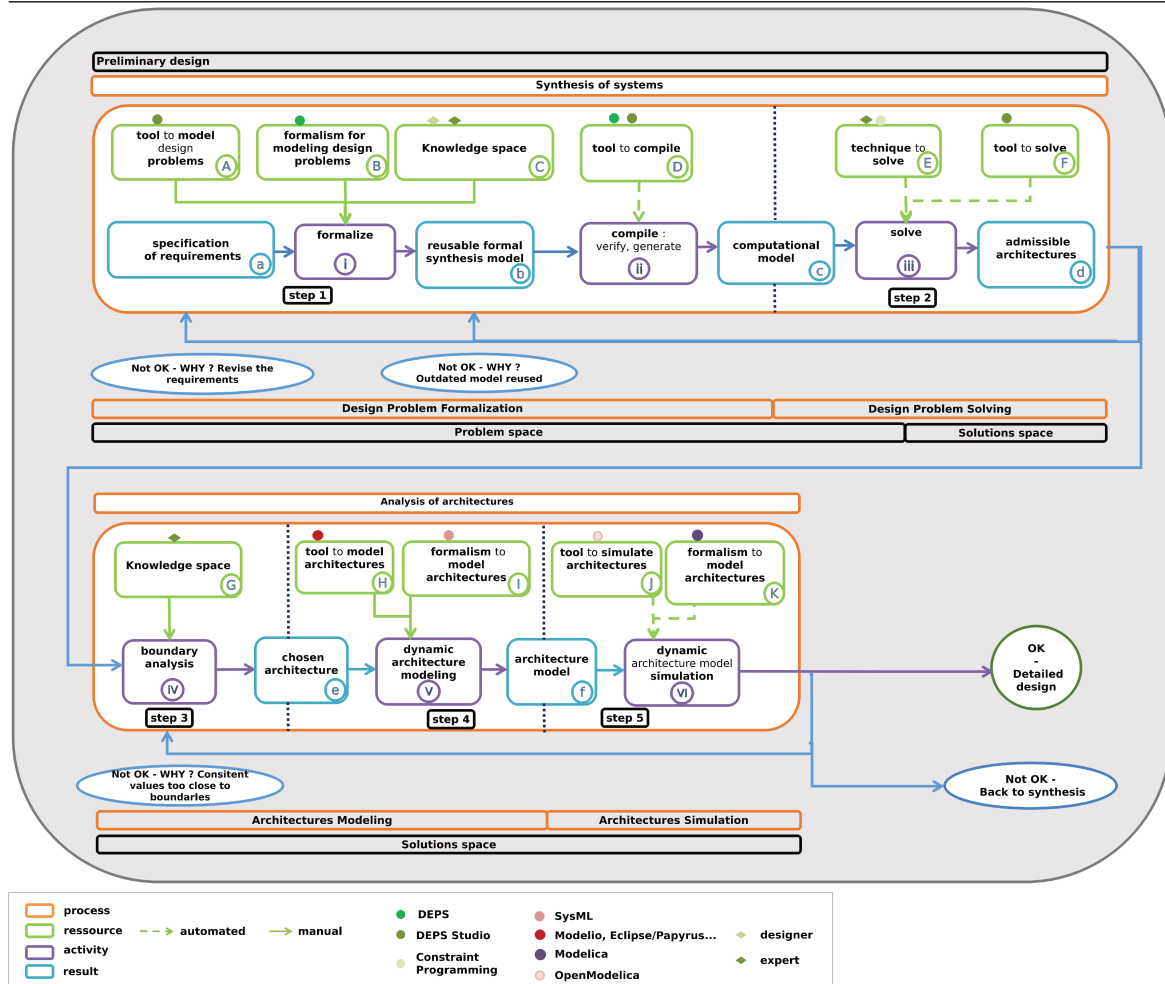 Preliminary design
Synthesis of systems
tool to model
design
problems
A
formalism for
modeling design
problems
B
Knowledge space
C
tool to compile
D
technique to
solve
E
tool to solve
F
specification
of requirements
a
formalize
i
reusable formal
synthesis model
b
compile :
verify, generate
ii
computational
model
c
solve
iii
admissible
architectures
d
step 1
step 2
Not OK - WHY ? Revise the
requirements
Not OK - WHY ?
Outdated model reused
Design Problem Formalization
Design Problem Solving
Problem space
Solutions space
Analysis of architectures
Knowledge space
G
tool to model
architectures
H
formalism to
model
architectures
I
tool to simulate
architectures
J
formalism to
model
architectures
K
boundary
analysis
iv
chosen
architecture
e
dynamic
architecture
modeling
v
architecture
model
f
dynamic
architecture model
simulation
vi
OK
-
Detailed
design
step 3
step 4
step 5
Not OK - WHY ? Consitent
values too close to
boundaries
Not OK -
Back to synthesis
Architectures Modeling
Architectures Simulation
Solutions space
process
ressource
automated
manual
activity
result
DEPS
DEPS Studio
Constraint
Programming
SysML
Modelio, Eclipse/Papyrus...
Modelica
OpenModelica
designer
expert